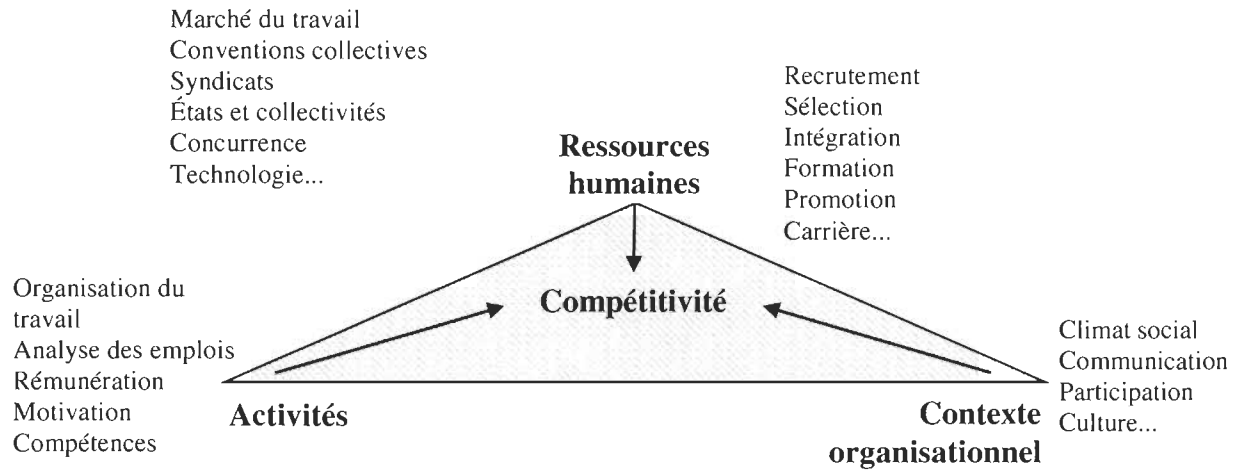 Marché du travail
Conventions collectives
Syndicats
États et collectivités
Concurrence
Technologie...
Recrutement
Sélection
Intégration
Formation
Promotion
Carrière...
Ressources
humaines
Compétitivité
Organisation du
travail
Analyse des emplois
Rémunération
Motivation
Compétences
Activités
Climat social
Communication
Participation
Culture...
Contexte
organisationnel